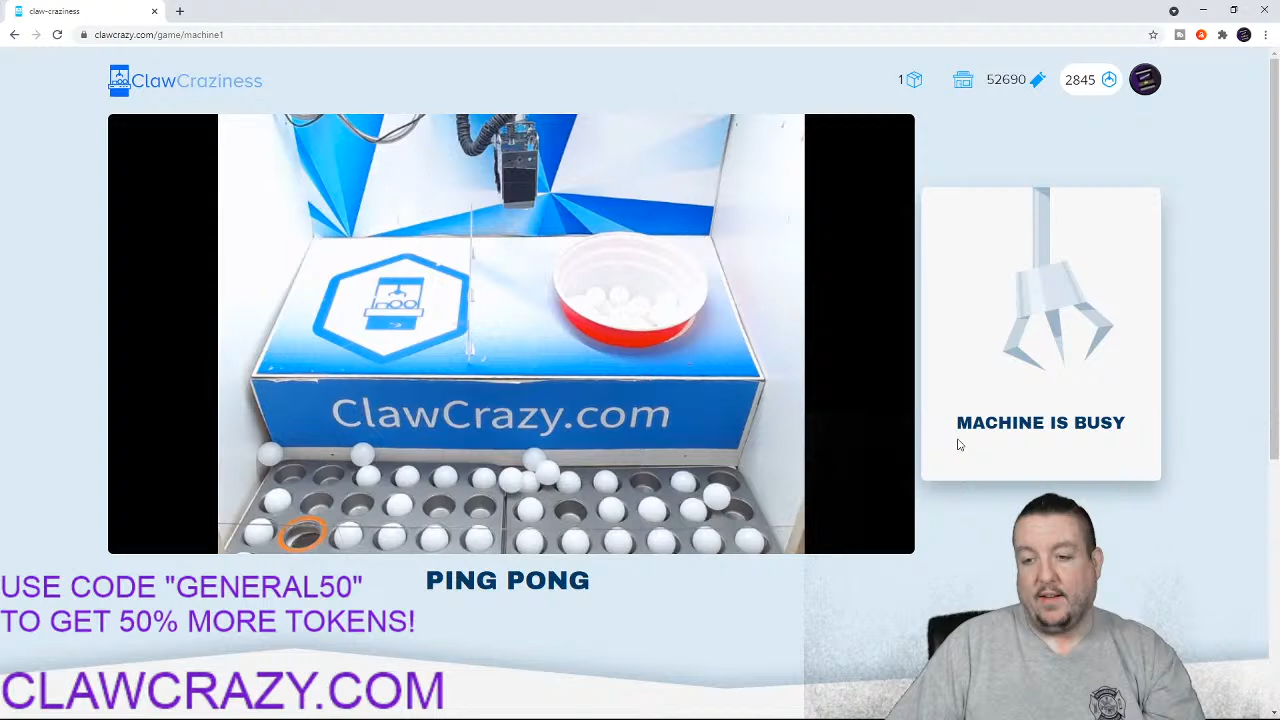 claw-craziness
clawcrazy.com/game/machine1
ClawCraziness
1
52690
2845
ClawCrazy.com
MACHINE IS BUSY
PING PONG
USE CODE "GENERAL50"
TO GET 50% MORE TOKENS!
CLAWCRAZY.COM